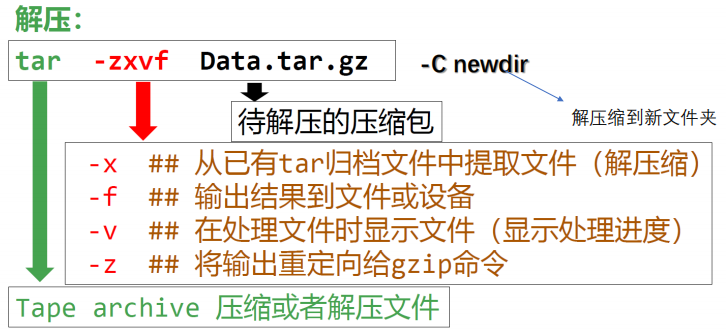 解压：
tar -zxvf Data.tar.gz -C newdir
待解压的压缩包
解压缩到新文件夹
-x ## 从已有tar归档文件中提取文件（解压缩）
-f ## 输出结果到文件或设备
-v ## 在处理文件时显示文件（显示处理进度）
-z ## 将输出重定向给gzip命令
Tape archive 压缩或者解压文件